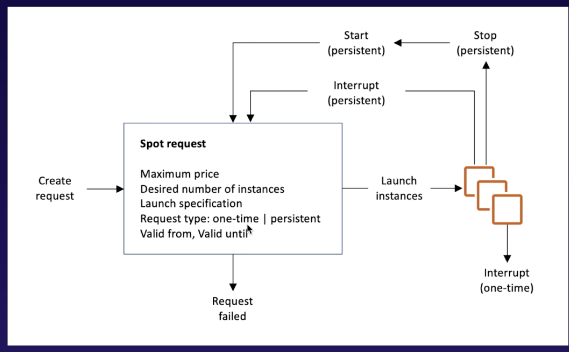 Start
(persistent)
Stop
(persistent)
Interrupt
(persistent)
Create
request
Spot request
Maximum price
Desired number of instances
Launch specification
Request type: one-time | persistent
Valid from, Valid until
Launch
instances
Interrupt
(one-time)
Request
failed